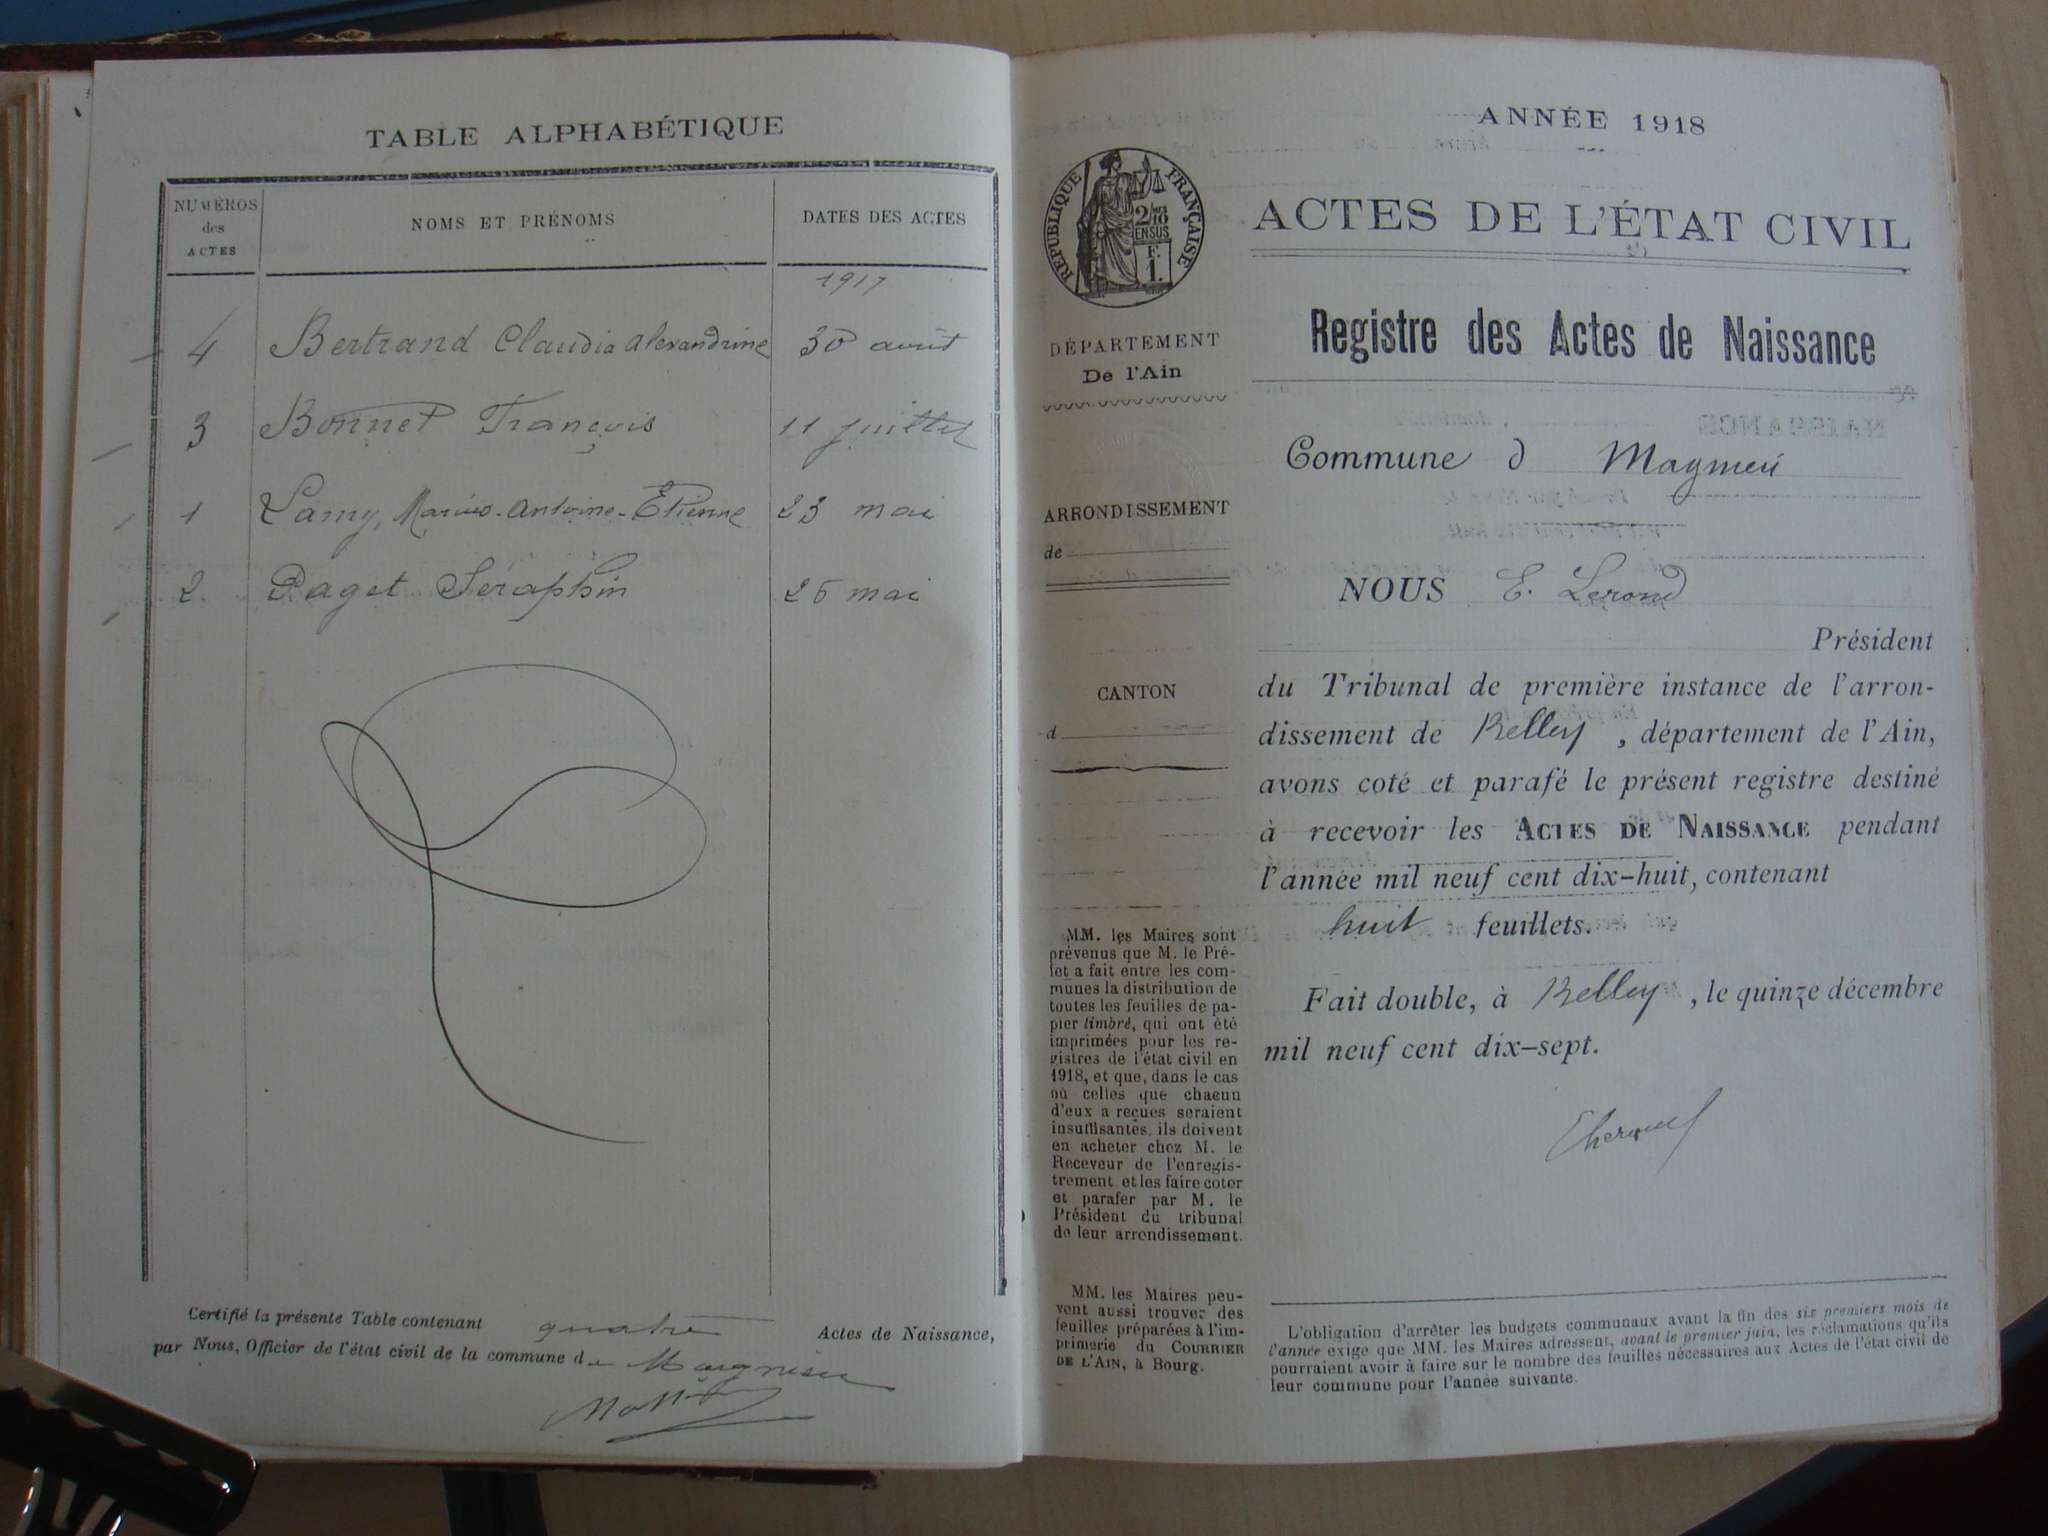 TABLE ALPHABÉTIQUE
NUMÉROS des ACTES
NOMS ET PRÉNOMS
DATES DES ACTES
1917
4 Bertrand Claudia Alexandrine 30 août
3 Bonnet François 11 juillet
1 Lamy, Marius-Antoine-Etienne 23 mai
2 Paget Séraphin 26 mai
Certifié la présente Table contenant quatre Actes de Naissance,
par Nous, Officier de l'état civil de la commune de Magnieu
ANNÉE 1918
RÉPUBLIQUE FRANÇAISE
2/10 EN SUS
F. 1.
ACTES DE L'ÉTAT CIVIL
Registre des Actes de Naissance
DÉPARTEMENT
De l'Ain
Commune d Magnieu
ARRONDISSEMENT
de
NOUS E. Lerond
Président
CANTON
d
du Tribunal de première instance de l'arron-
dissement de Belley, département de l'Ain,
avons coté et parafé le présent registre destiné
à recevoir les ACTES DE NAISSANCE pendant
l'année mil neuf cent dix-huit, contenant
huit feuillets.
Fait double, à Belley, le quinze décembre
mil neuf cent dix-sept.
MM. les Maires sont
prévenus que M. le Pré-
fet a fait entre les com-
munes la distribution de
toutes les feuilles de pa-
pier timbré, qui ont été
imprimées pour les re-
gistres de l'état civil en
1918, et que, dans le cas
où celles que chacun
d'eux a reçues seraient
insuffisantes, ils doivent
en acheter chez M. le
Receveur de l'enregis-
trement et les faire coter
et parafer par M. le
Président du tribunal
de leur arrondissement.
MM. les Maires peu-
vent aussi trouver des
feuilles préparées à l'im-
primerie du COURRIER
DE L'AIN, à Bourg.
L'obligation d'arrêter les budgets communaux avant la fin des six premiers mois de
l'année exige que MM. les Maires adressent, avant le premier juin, les réclamations qu'ils
pourraient avoir à faire sur le nombre des feuilles nécessaires aux Actes de l'état civil de
leur commune pour l'année suivante.